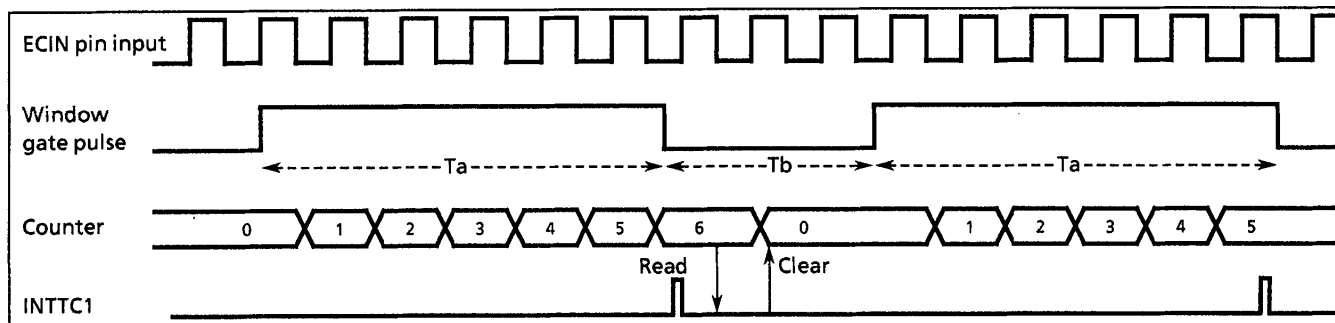 ECIN pin input
Window
gate pulse
Ta Tb Ta
Counter
0 1 2 3 4 5 6 0 1 2 3 4 5
Read Clear
INTTC1